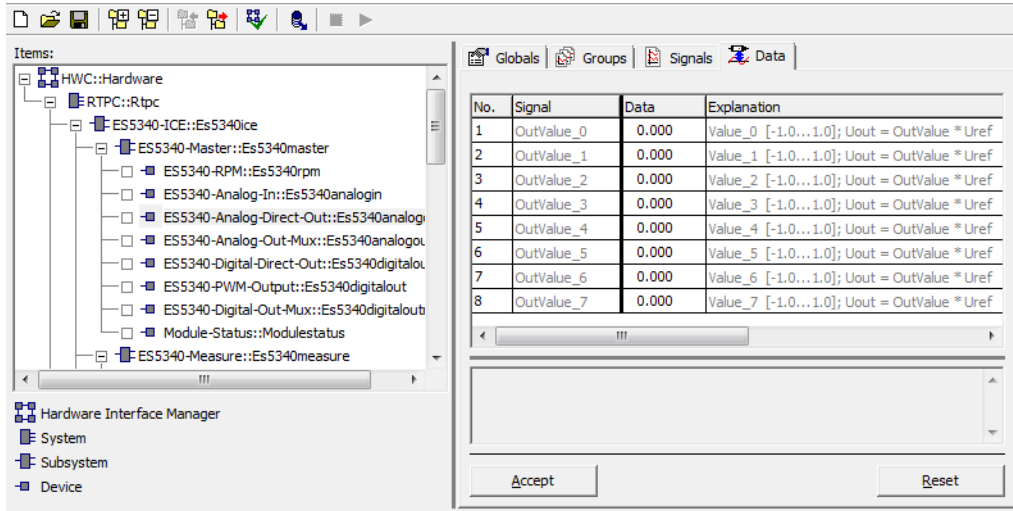 Items:
HWC::Hardware
RTPC::Rtpc
ES5340-ICE::Es5340ice
ES5340-Master::Es5340master
ES5340-RPM::Es5340rpm
ES5340-Analog-In::Es5340analogin
ES5340-Analog-Direct-Out::Es5340analog
ES5340-Analog-Out-Mux::Es5340analogou
ES5340-Digital-Direct-Out::Es5340digitalou
ES5340-PWM-Output::Es5340digitalout
ES5340-Digital-Out-Mux::Es5340digitalout
Module-Status::Modulestatus
ES5340-Measure::Es5340measure
Hardware Interface Manager
System
Subsystem
Device
Globals Groups Signals Data
No. Signal Data Explanation
1 OutValue_0 0.000 Value_0 [-1.0...1.0]; Uout = OutValue * Uref
2 OutValue_1 0.000 Value_1 [-1.0...1.0]; Uout = OutValue * Uref
3 OutValue_2 0.000 Value_2 [-1.0...1.0]; Uout = OutValue * Uref
4 OutValue_3 0.000 Value_3 [-1.0...1.0]; Uout = OutValue * Uref
5 OutValue_4 0.000 Value_4 [-1.0...1.0]; Uout = OutValue * Uref
6 OutValue_5 0.000 Value_5 [-1.0...1.0]; Uout = OutValue * Uref
7 OutValue_6 0.000 Value_6 [-1.0...1.0]; Uout = OutValue * Uref
8 OutValue_7 0.000 Value_7 [-1.0...1.0]; Uout = OutValue * Uref
Accept Reset